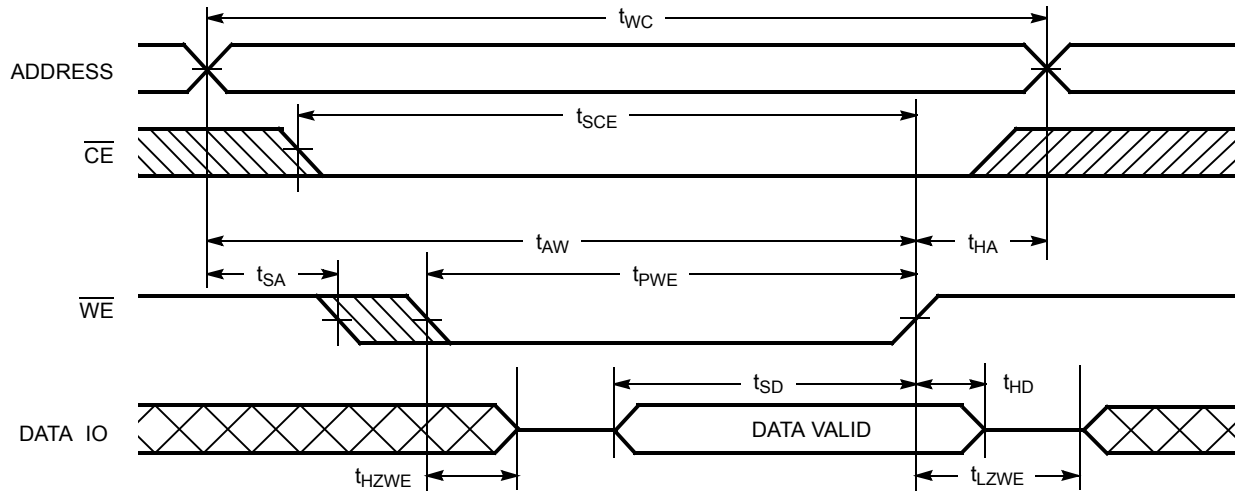 tWC
ADDRESS
tSCE
CE
tAW
tHA
tSA
tPWE
WE
tSD
tHD
DATA IO
DATA VALID
tHZWE
tLZWE